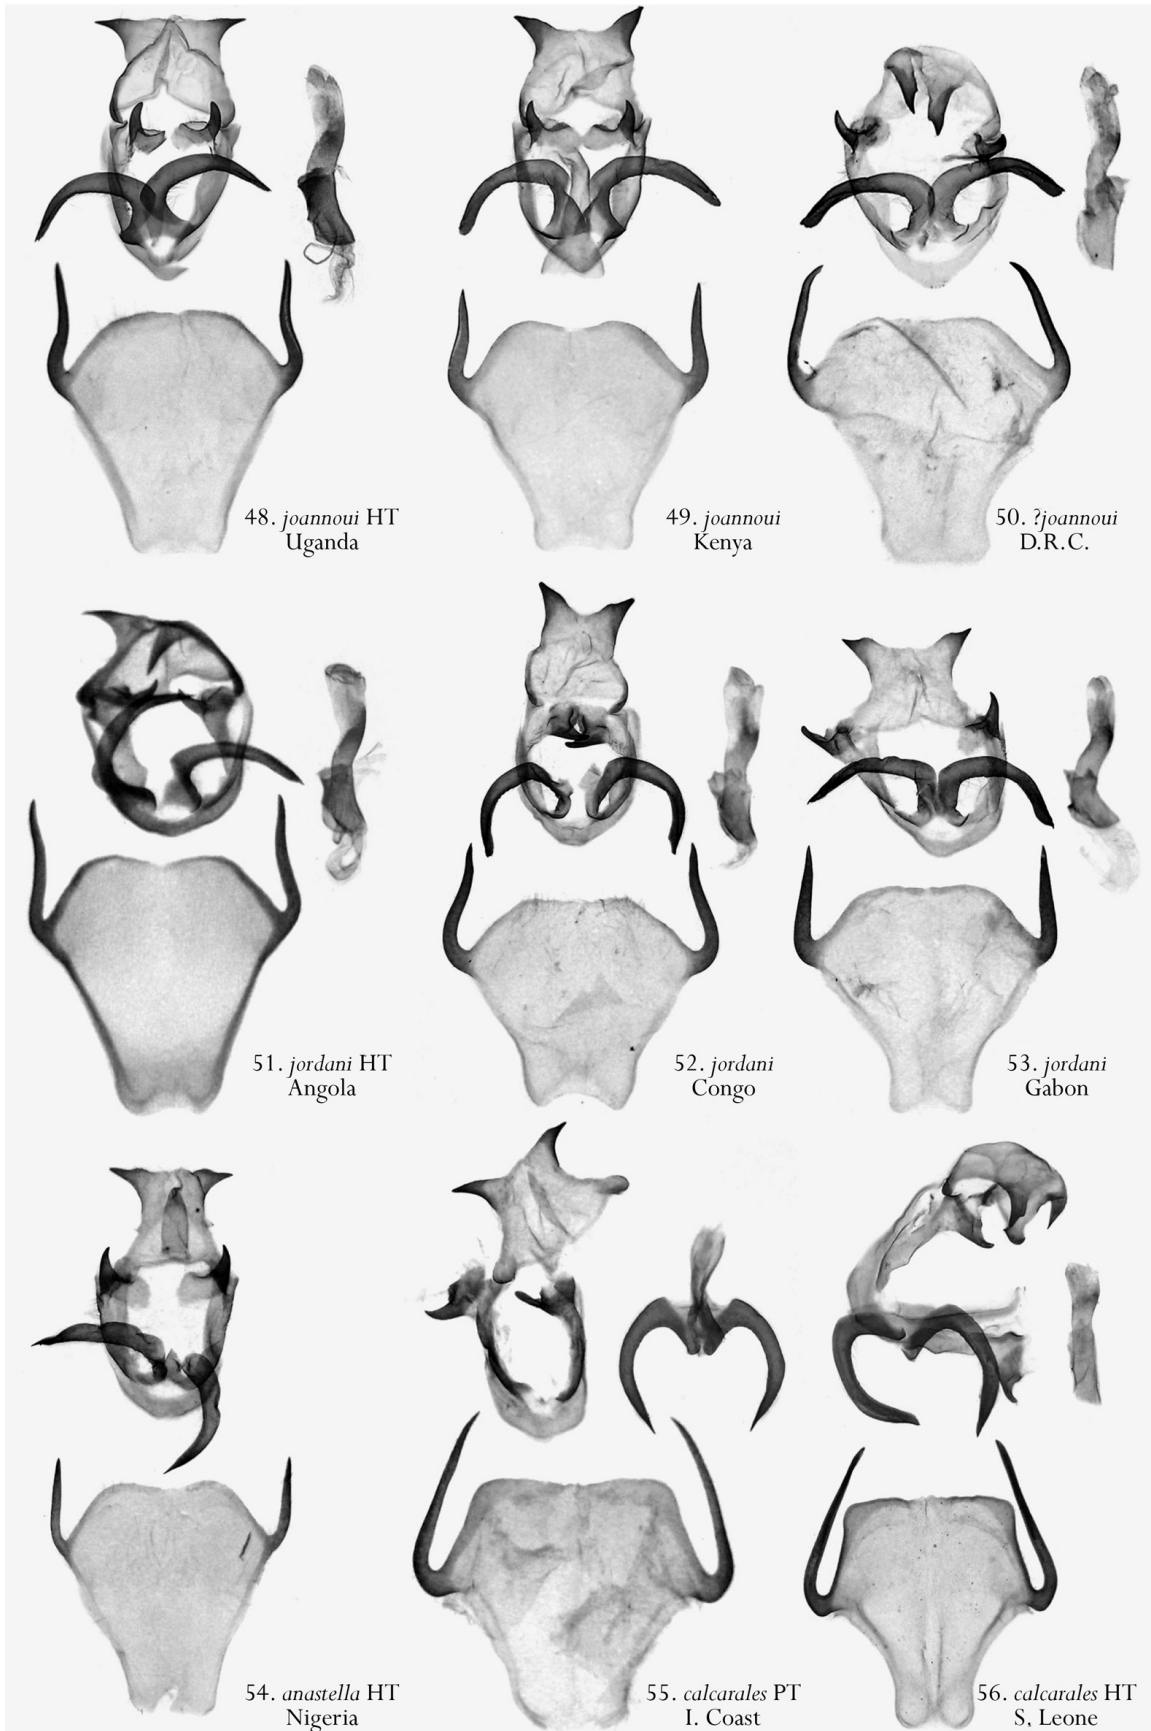 48. joannoui HT
Uganda
49. joannoui
Kenya
50. ?joannoui
D.R.C.
51. jordani HT
Angola
52. jordani
Congo
53. jordani
Gabon
54. anastella HT
Nigeria
55. calcarales PT
I. Coast
56. calcarales HT
S. Leone